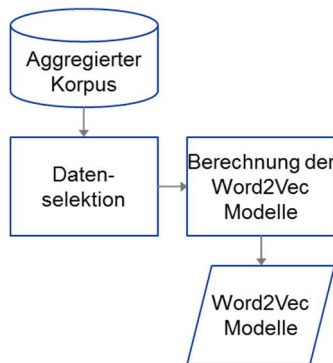 Aggregierter
Korpus
Daten-
selektion
Berechnung der
Word2Vec
Modelle
Word2Vec
Modelle